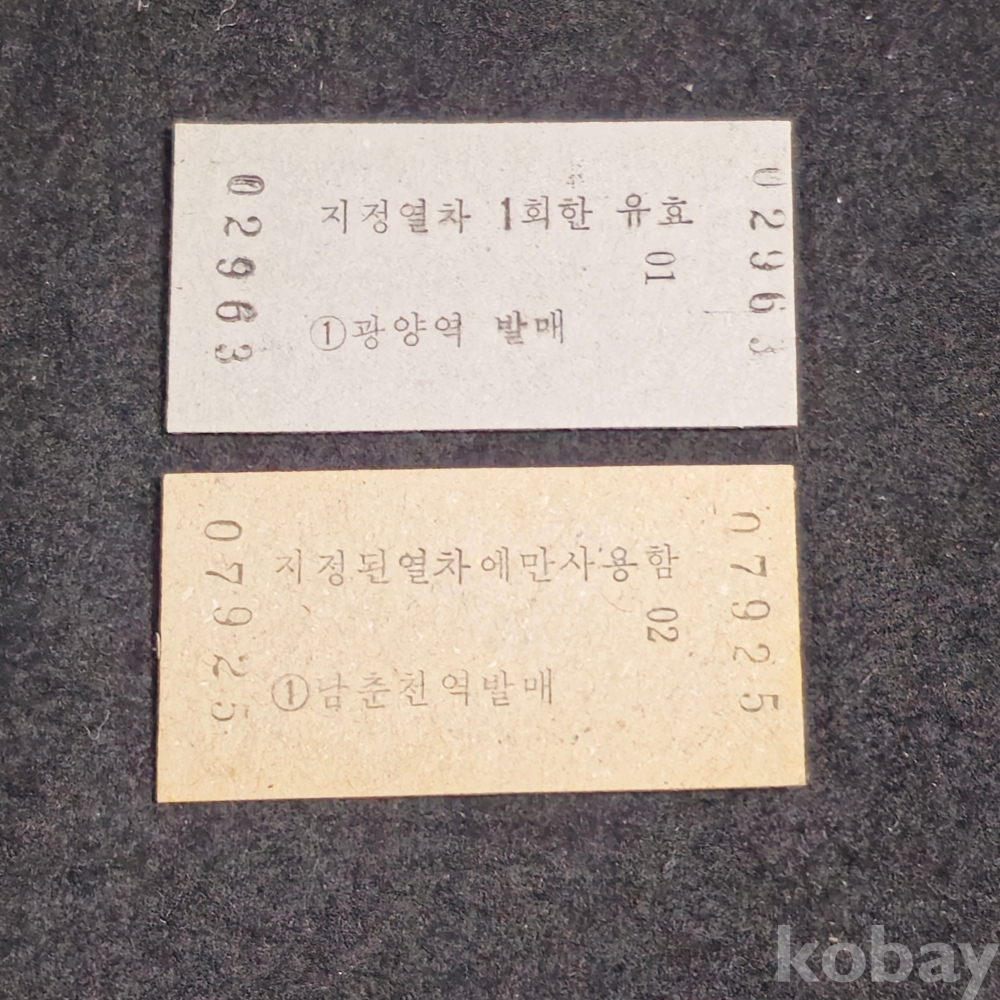 02963
지정열차 1회한 유효
01
①광양역 발매
02963
07925
지정된열차에만사용함
02
①남춘천역발매
07925
kobay